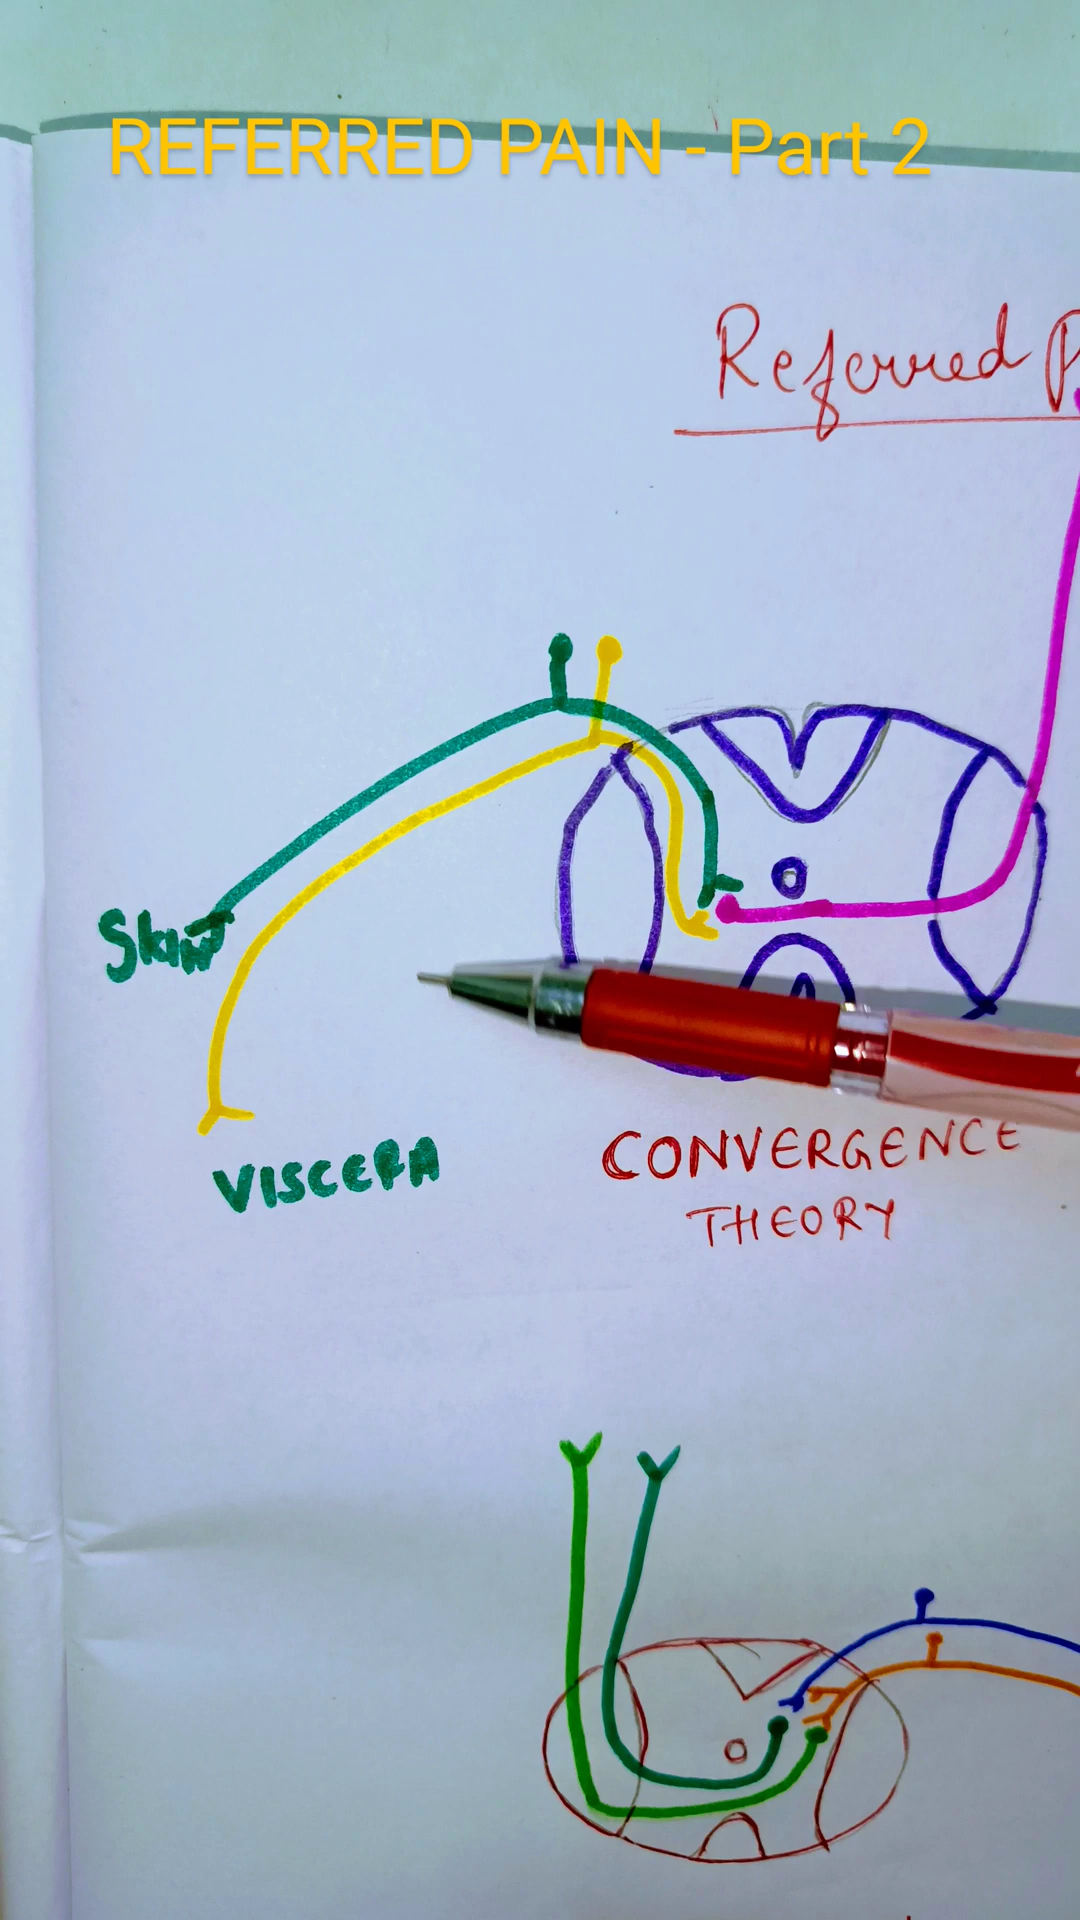 REFERRED PAIN - Part 2
Referred P
Skin
VISCERA
CONVERGENCE
THEORY